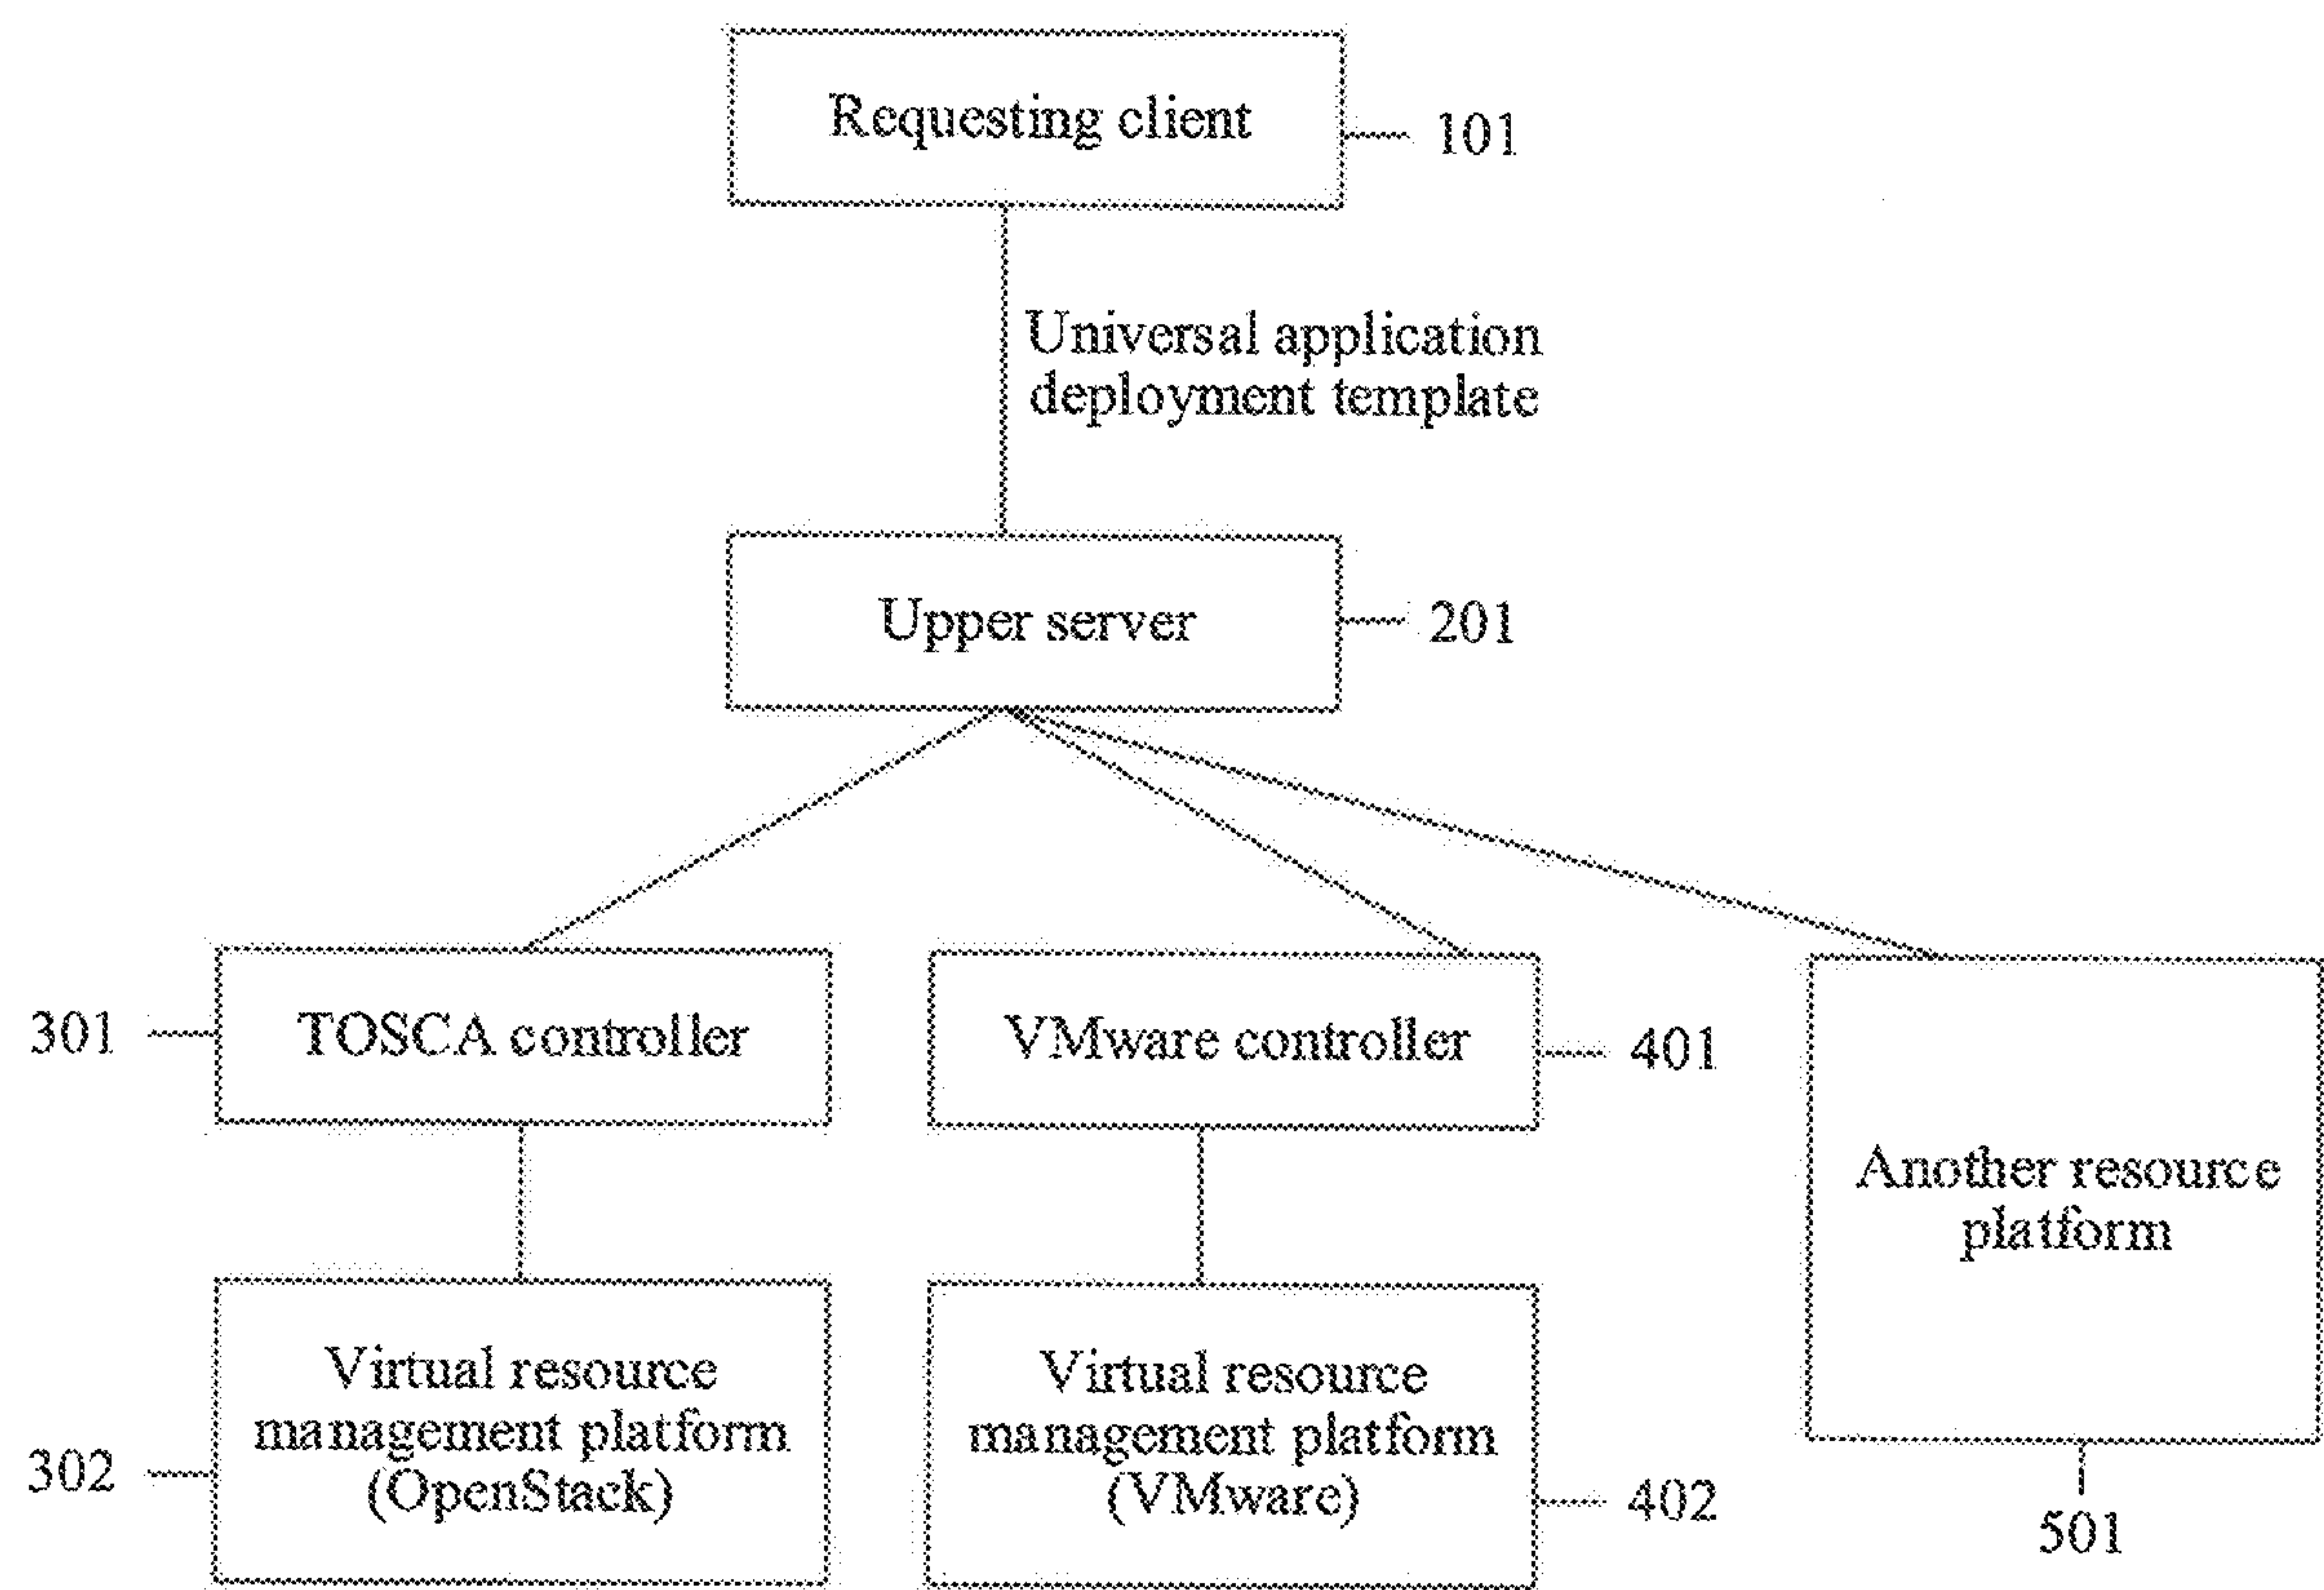 Requesting client
101
Universal application
deployment template
Upper server
201
301
TOSCA controller
VMware controller
401
Another resource
platform
302
Virtual resource
management platform
(OpenStack)
Virtual resource
management platform
(VMware)
402
501